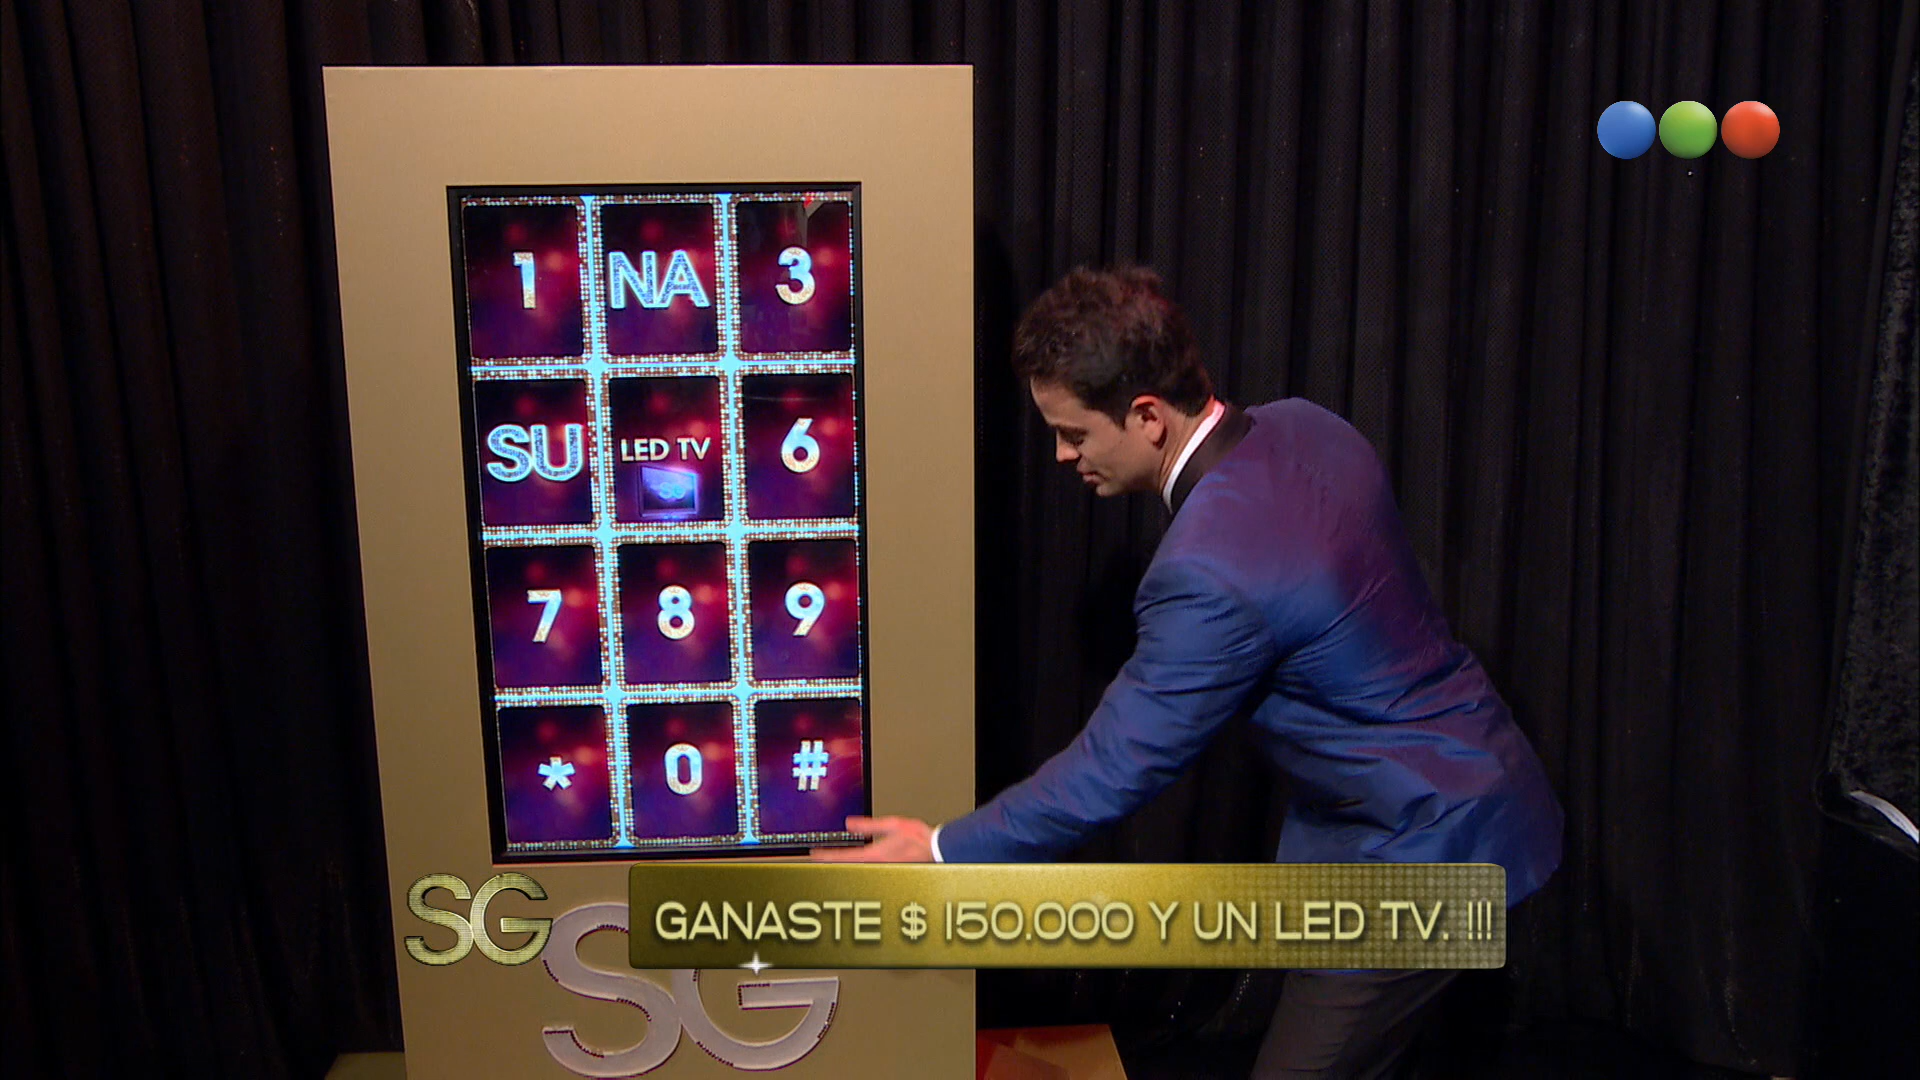 1 NA 3
SU LED TV 6
SG
7 8 9
* 0 #
SG GANASTE $ 150.000 Y UN LED TV. !!!
SG